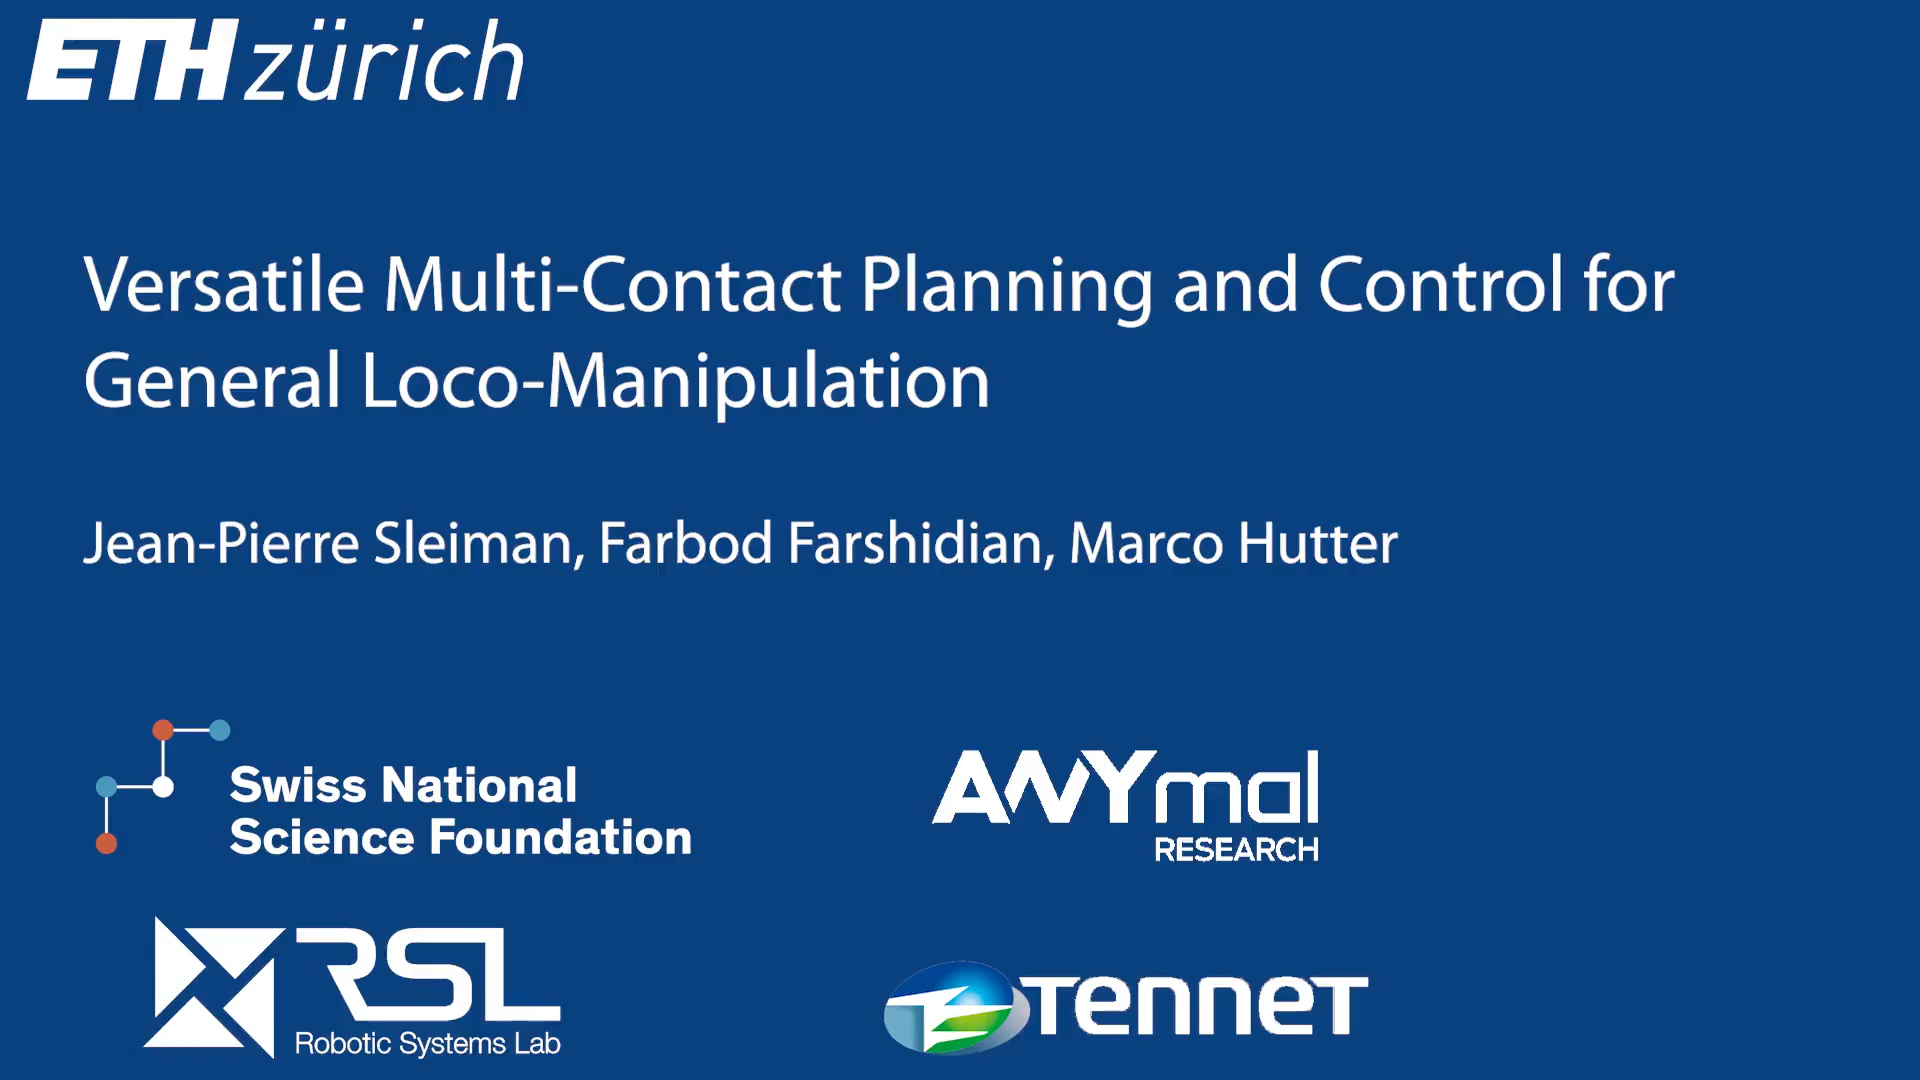 ETH zürich
Versatile Multi-Contact Planning and Control for
General Loco-Manipulation
Jean-Pierre Sleiman, Farbod Farshidian, Marco Hutter
Swiss National
Science Foundation
ANYmal
RESEARCH
RSL
Robotic Systems Lab
TenneT